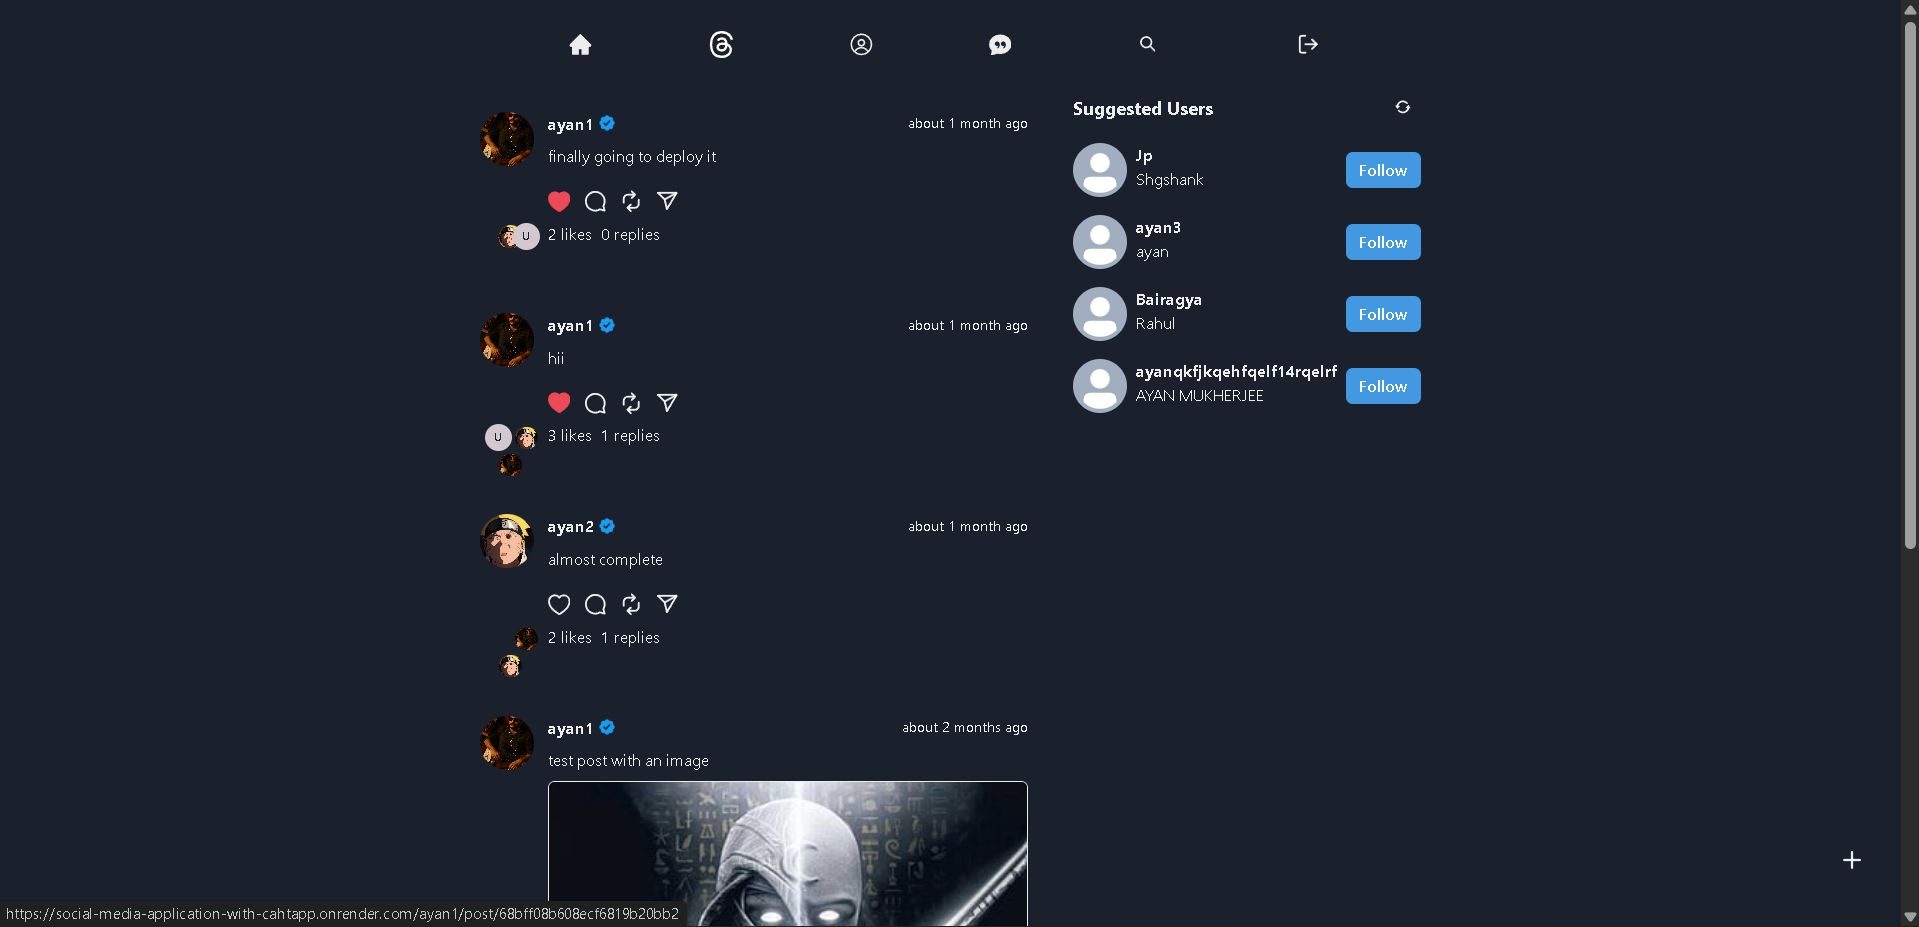 ayan1
about 1 month ago
finally going to deploy it
U
2 likes 0 replies
ayan1
about 1 month ago
hii
U
3 likes 1 replies
ayan2
about 1 month ago
almost complete
2 likes 1 replies
ayan1
about 2 months ago
test post with an image
Suggested Users
Jp
Shgshank
Follow
ayan3
ayan
Follow
Bairagya
Rahul
Follow
ayanqkfjkqehfqelf14rqelrf
AYAN MUKHERJEE
Follow
https://social-media-application-with-cahtapp.onrender.com/ayan1/post/68bff08b608ecf6819b20bb2